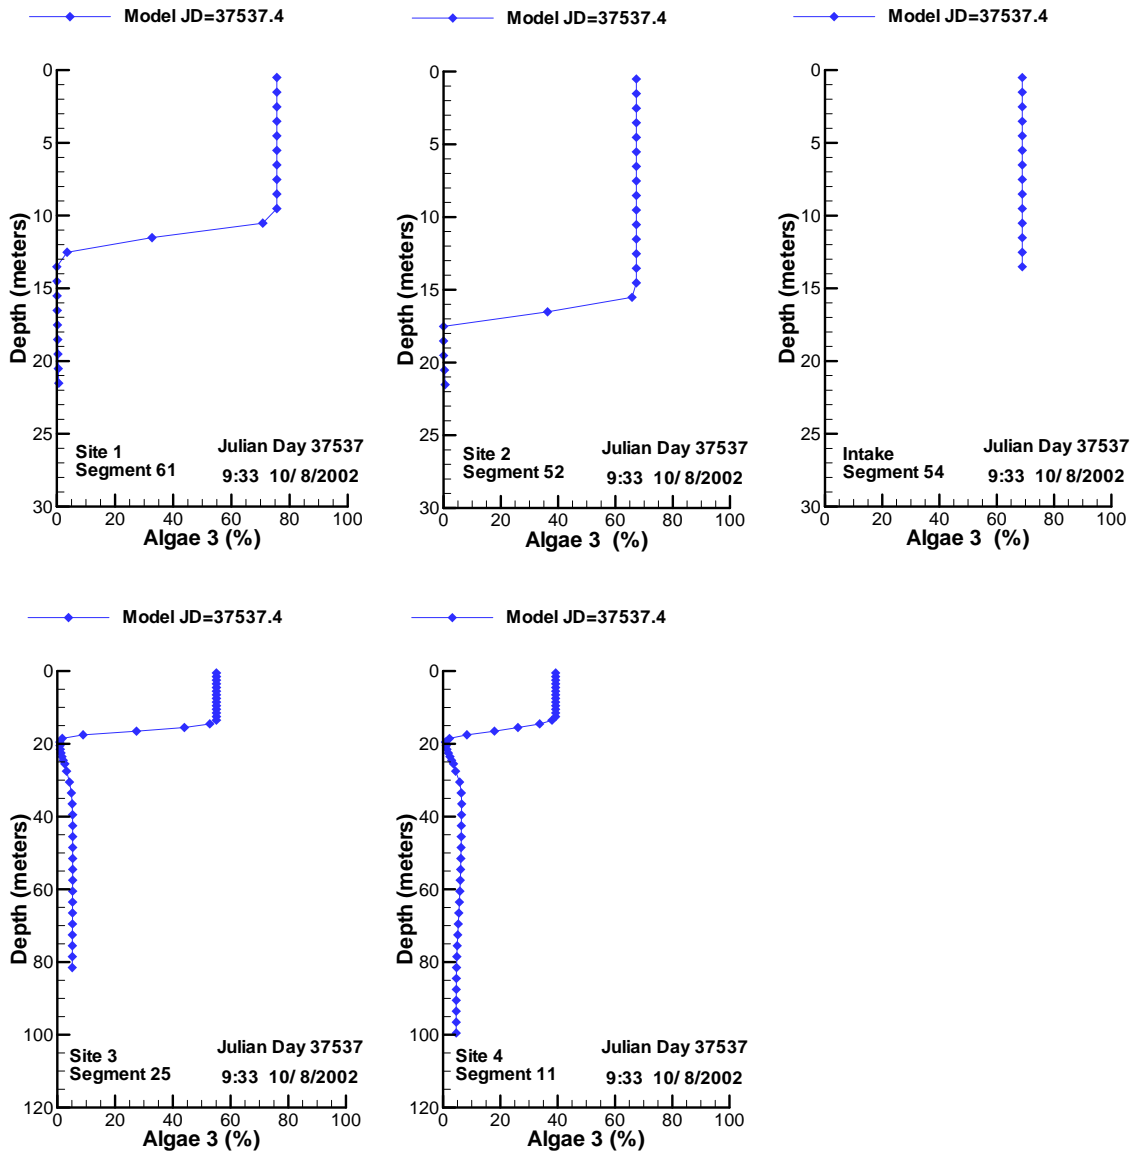 Model JD=37537.4
0
5
10
15
20
25
30
Depth (meters)
Site 1
Segment 61
Julian Day 37537
9:33 10/ 8/2002
0 20 40 60 80 100
Algae 3 (%)
Model JD=37537.4
0
5
10
15
20
25
30
Depth (meters)
Site 2
Segment 52
Julian Day 37537
9:33 10/ 8/2002
0 20 40 60 80 100
Algae 3 (%)
Model JD=37537.4
0
5
10
15
20
25
30
Depth (meters)
Intake
Segment 54
Julian Day 37537
9:33 10/ 8/2002
0 20 40 60 80 100
Algae 3 (%)
Model JD=37537.4
0
20
40
60
80
100
120
Depth (meters)
Site 3
Segment 25
Julian Day 37537
9:33 10/ 8/2002
0 20 40 60 80 100
Algae 3 (%)
Model JD=37537.4
0
20
40
60
80
100
120
Depth (meters)
Site 4
Segment 11
Julian Day 37537
9:33 10/ 8/2002
0 20 40 60 80 100
Algae 3 (%)